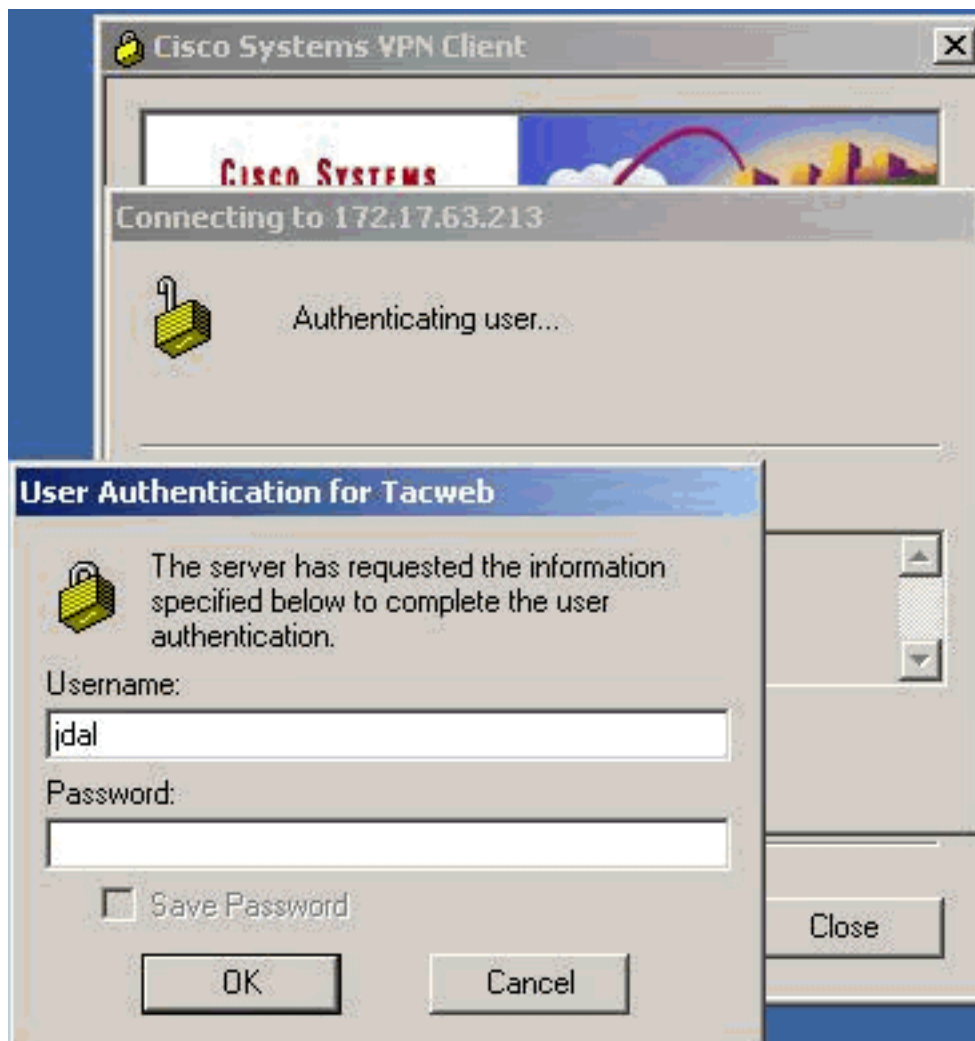 Cisco Systems VPN Client
CISCO SYSTEMS
Connecting to 172.17.63.213
Authenticating user...
User Authentication for Tacweb
The server has requested the information
specified below to complete the user
authentication.
Username:
jdal
Password:
Save Password
OK
Cancel
Close